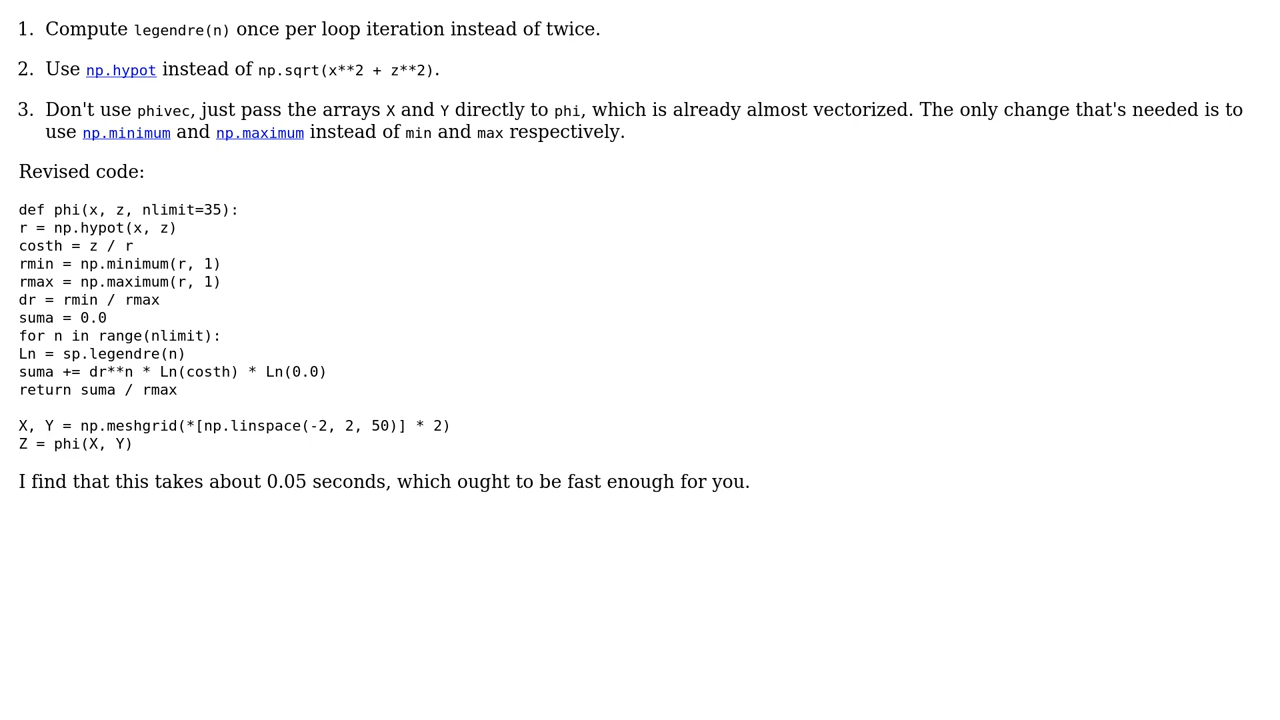 1. Compute legendre(n) once per loop iteration instead of twice.
2. Use np.hypot instead of np.sqrt(x**2 + z**2).
3. Don't use phivec, just pass the arrays X and Y directly to phi, which is already almost vectorized. The only change that's needed is to
use np.minimum and np.maximum instead of min and max respectively.
Revised code:
def phi(x, z, nlimit=35):
r = np.hypot(x, z)
costh = z / r
rmin = np.minimum(r, 1)
rmax = np.maximum(r, 1)
dr = rmin / rmax
suma = 0.0
for n in range(nlimit):
Ln = sp.legendre(n)
suma += dr**n * Ln(costh) * Ln(0.0)
return suma / rmax
X, Y = np.meshgrid(*[np.linspace(-2, 2, 50)] * 2)
Z = phi(X, Y)
I find that this takes about 0.05 seconds, which ought to be fast enough for you.